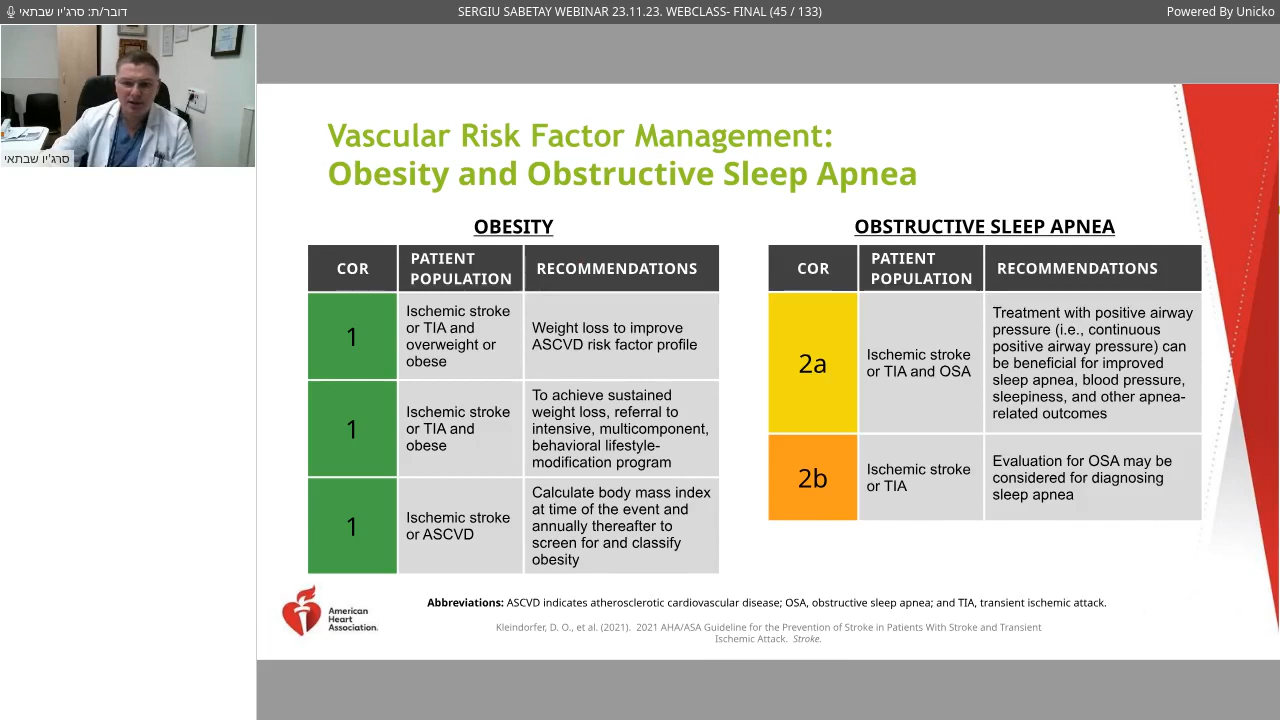 דובר/ת: סרג'יו שבתאי
SERGIU SABETAY WEBINAR 23.11.23. WEBCLASS- FINAL (45 / 133)
Powered By Unicko
סרג'יו שבתאי
Vascular Risk Factor Management:
Obesity and Obstructive Sleep Apnea
OBESITY
COR
PATIENT
POPULATION
RECOMMENDATIONS
1
Ischemic stroke
or TIA and
overweight or
obese
Weight loss to improve
ASCVD risk factor profile
1
Ischemic stroke
or TIA and
obese
To achieve sustained
weight loss, referral to
intensive, multicomponent,
behavioral lifestyle-
modification program
1
Ischemic stroke
or ASCVD
Calculate body mass index
at time of the event and
annually thereafter to
screen for and classify
obesity
OBSTRUCTIVE SLEEP APNEA
COR
PATIENT
POPULATION
RECOMMENDATIONS
2a
Ischemic stroke
or TIA and OSA
Treatment with positive airway
pressure (i.e., continuous
positive airway pressure) can
be beneficial for improved
sleep apnea, blood pressure,
sleepiness, and other apnea-
related outcomes
2b
Ischemic stroke
or TIA
Evaluation for OSA may be
considered for diagnosing
sleep apnea
American
Heart
Association.
Abbreviations: ASCVD indicates atherosclerotic cardiovascular disease; OSA, obstructive sleep apnea; and TIA, transient ischemic attack.
Kleindorfer, D. O., et al. (2021). 2021 AHA/ASA Guideline for the Prevention of Stroke in Patients With Stroke and Transient
Ischemic Attack. Stroke.